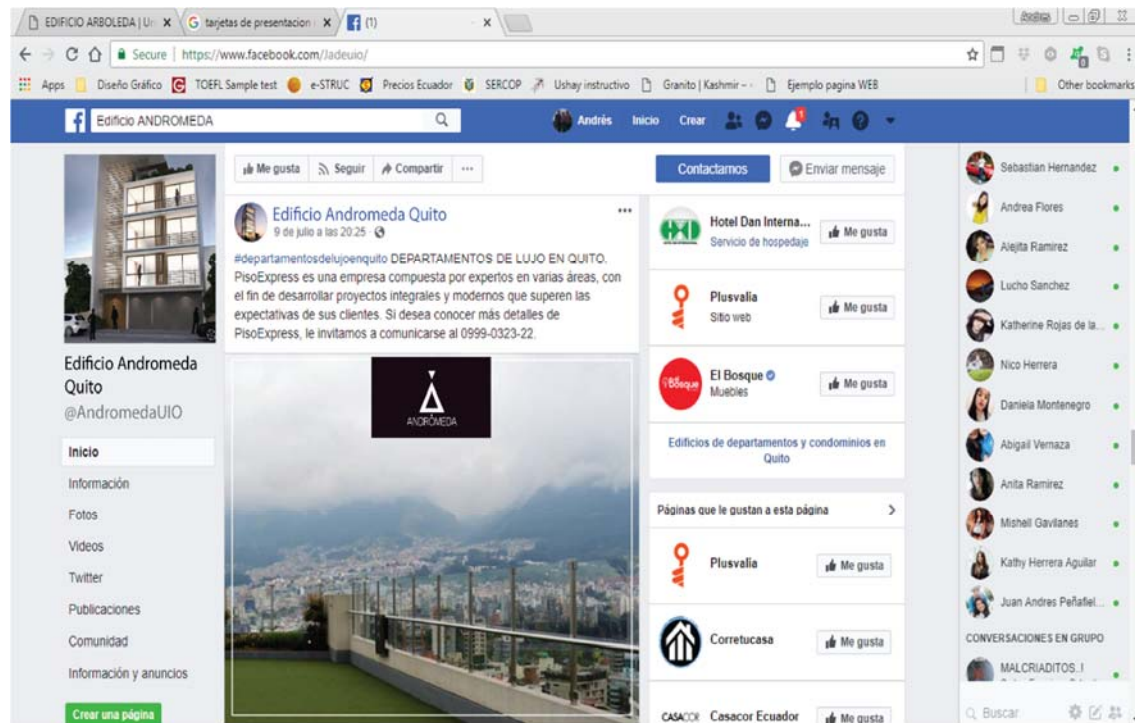 EDIFICIO ARBOLEDA | Un
tarjetas de presentacion
(1)
Secure | https://www.facebook.com/Jadeuio/
Apps
Diseño Gráfico
TOEFL Sample test
e-STRUC
Precios Ecuador
SERCOP
Ushay instructivo
Granito | Kashmir –
Ejemplo pagina WEB
Other bookmarks
Edificio ANDROMEDA
Andrés
Inicio
Crear
Me gusta
Seguir
Compartir
Contactarnos
Enviar mensaje
Edificio Andromeda
Quito
@AndromedaUIO
Inicio
Información
Fotos
Videos
Twitter
Publicaciones
Comunidad
Información y anuncios
Crear una página
Edificio Andromeda Quito
9 de julio a las 20:25
#departamentosdelujoenquito DEPARTAMENTOS DE LUJO EN QUITO.
PisoExpress es una empresa compuesta por expertos en varias áreas, con
el fin de desarrollar proyectos integrales y modernos que superen las
expectativas de sus clientes. Si desea conocer más detalles de
PisoExpress, le invitamos a comunicarse al 0999-0323-22.
ANDRÓMEDA
Hotel Dan Interna...
Servicio de hospedaje
Me gusta
Plusvalia
Sitio web
Me gusta
El Bosque
Muebles
Me gusta
Edificios de departamentos y condominios en
Quito
Páginas que le gustan a esta página
Plusvalia
Me gusta
Corretucasa
Me gusta
CASACOR
Casacor Ecuador
Me gusta
Sebastian Hernandez
Andrea Flores
Alejita Ramirez
Lucho Sanchez
Katherine Rojas de la...
Nico Herrera
Daniela Montenegro
Abigail Vernaza
Anita Ramirez
Mishell Gavilanes
Kathy Herrera Aguilar
Juan Andres Peñafiel...
CONVERSACIONES EN GRUPO
MALCRIADITOS..!
Buscar